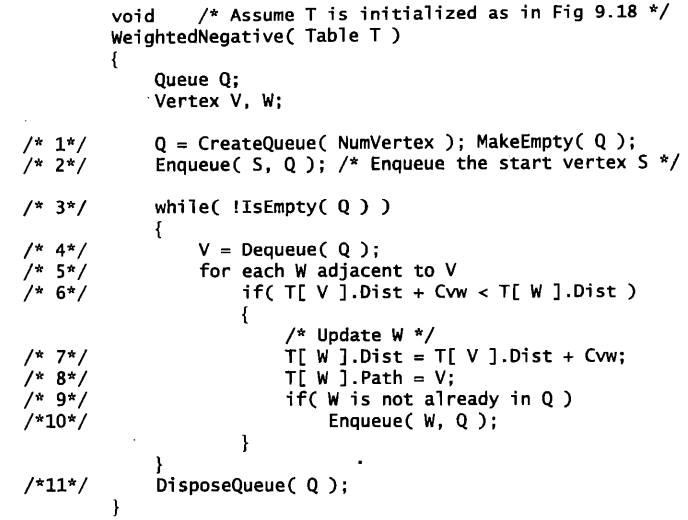 void    /* Assume T is initialized as in Fig 9.18 */
WeightedNegative( Table T )
{
Queue Q;
Vertex V, W;
/* 1*/ Q = CreateQueue( NumVertex ); MakeEmpty( Q );
/* 2*/ Enqueue( S, Q ); /* Enqueue the start vertex S */
/* 3*/ while( !IsEmpty( Q ) )
{
/* 4*/ V = Dequeue( Q );
/* 5*/ for each W adjacent to V
/* 6*/ if( T[ V ].Dist + Cvw < T[ W ].Dist )
{
/* Update W */
/* 7*/ T[ W ].Dist = T[ V ].Dist + Cvw;
/* 8*/ T[ W ].Path = V;
/* 9*/ if( W is not already in Q )
/*10*/ Enqueue( W, Q );
}
}
/*11*/ DisposeQueue( Q );
}